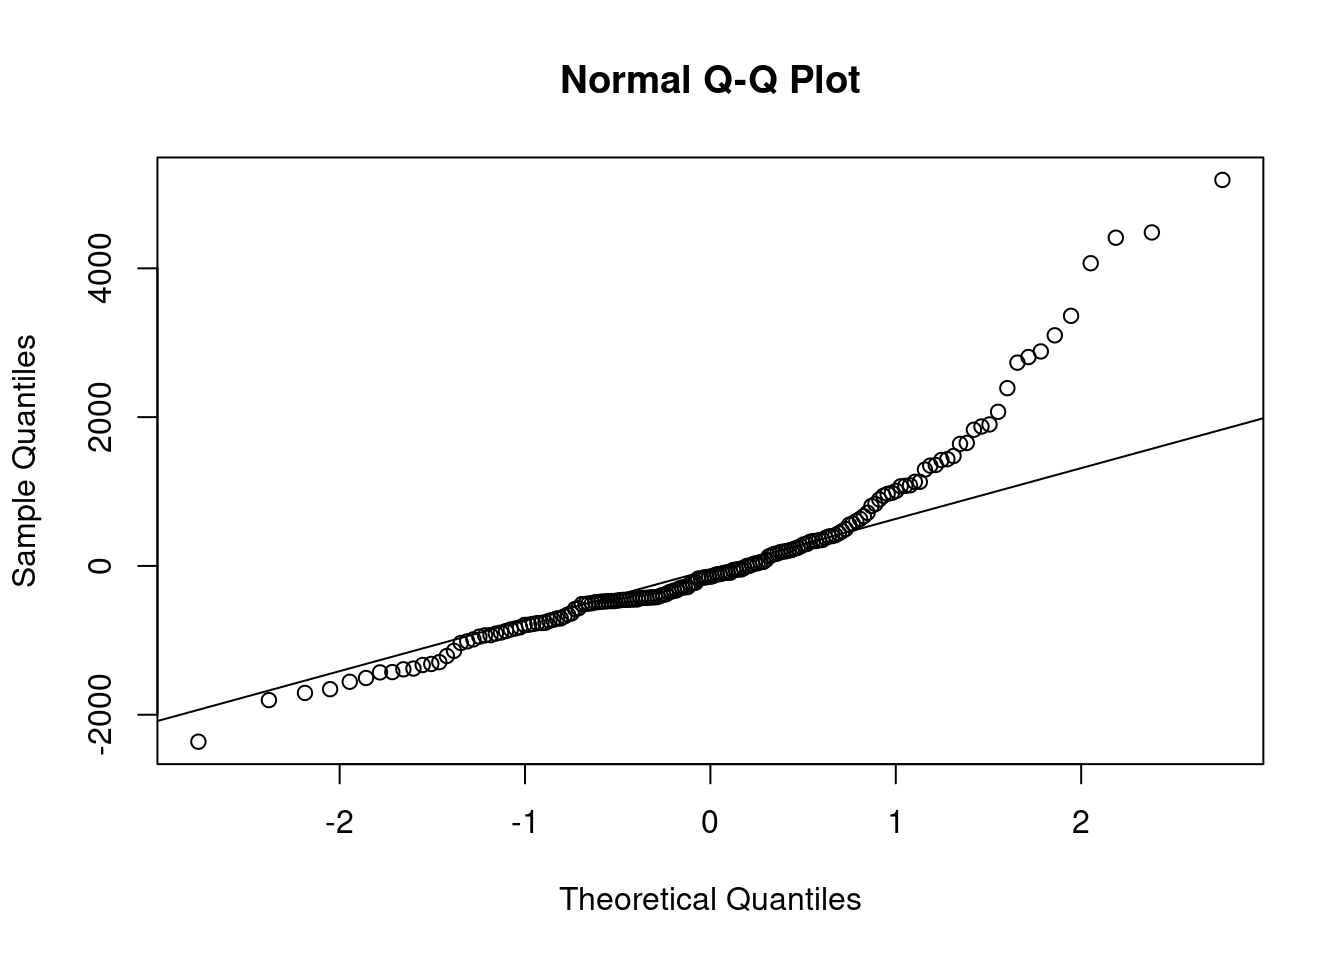 Normal Q-Q Plot
Sample Quantiles
4000
2000
0
-2000
-2 -1 0 1 2
Theoretical Quantiles